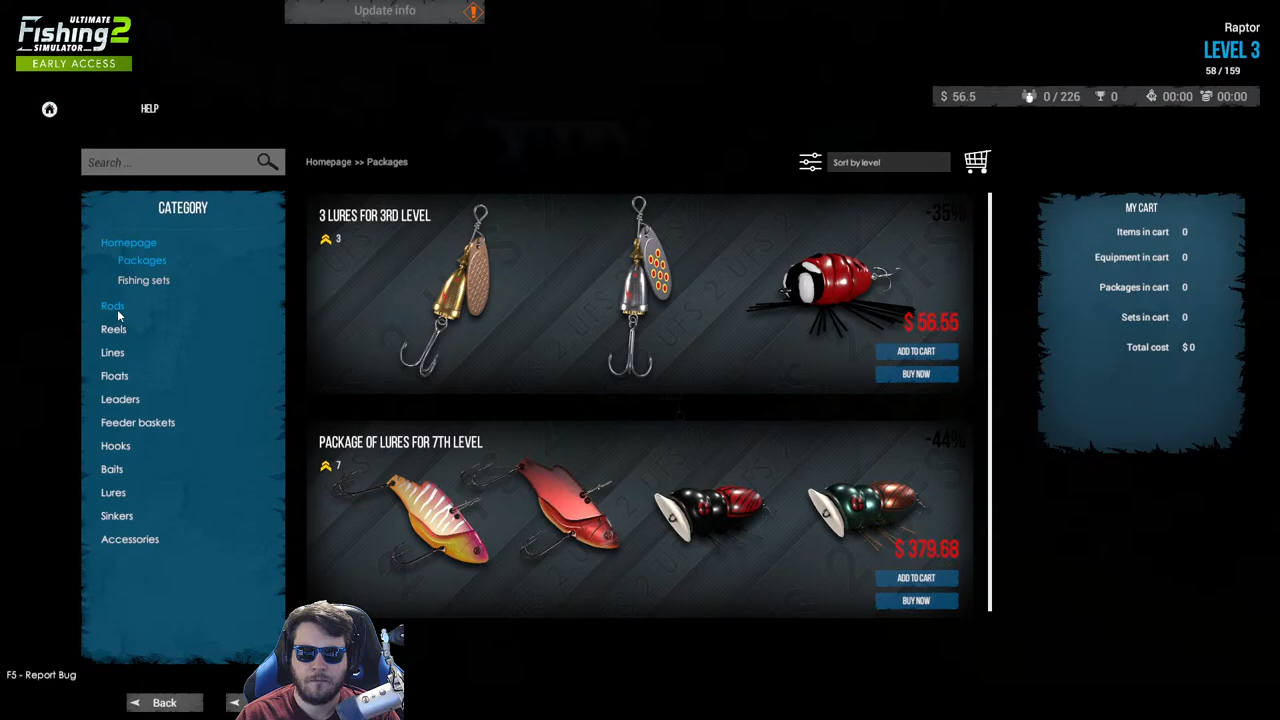 ULTIMATE
Fishing 2
SIMULATOR
EARLY ACCESS
Update info
Raptor
LEVEL 3
58 / 159
$ 56.5
0 / 226
0
00:00
00:00
HELP
Search ...
Homepage >> Packages
Sort by level
CATEGORY
Homepage
Packages
Fishing sets
Rods
Reels
Lines
Floats
Leaders
Feeder baskets
Hooks
Baits
Lures
Sinkers
Accessories
3 LURES FOR 3RD LEVEL
3
-35%
$ 56.55
ADD TO CART
BUY NOW
PACKAGE OF LURES FOR 7TH LEVEL
7
-44%
$ 379.68
ADD TO CART
BUY NOW
MY CART
Items in cart 0
Equipment in cart 0
Packages in cart 0
Sets in cart 0
Total cost $ 0
F5 - Report Bug
Back